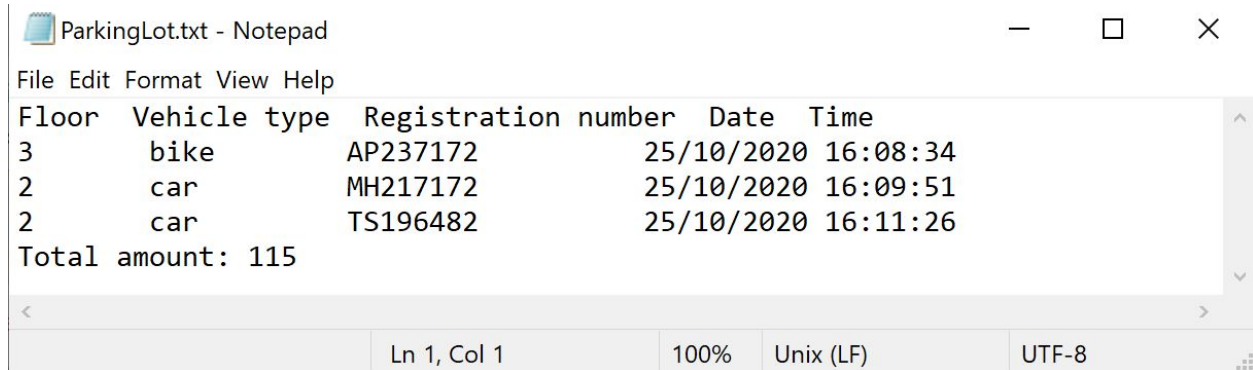 ParkingLot.txt - Notepad
File Edit Format View Help
Floor  Vehicle type  Registration number  Date  Time
3       bike        AP237172          25/10/2020 16:08:34
2       car         MH217172          25/10/2020 16:09:51
2       car         TS196482          25/10/2020 16:11:26
Total amount: 115
Ln 1, Col 1 100% Unix (LF) UTF-8